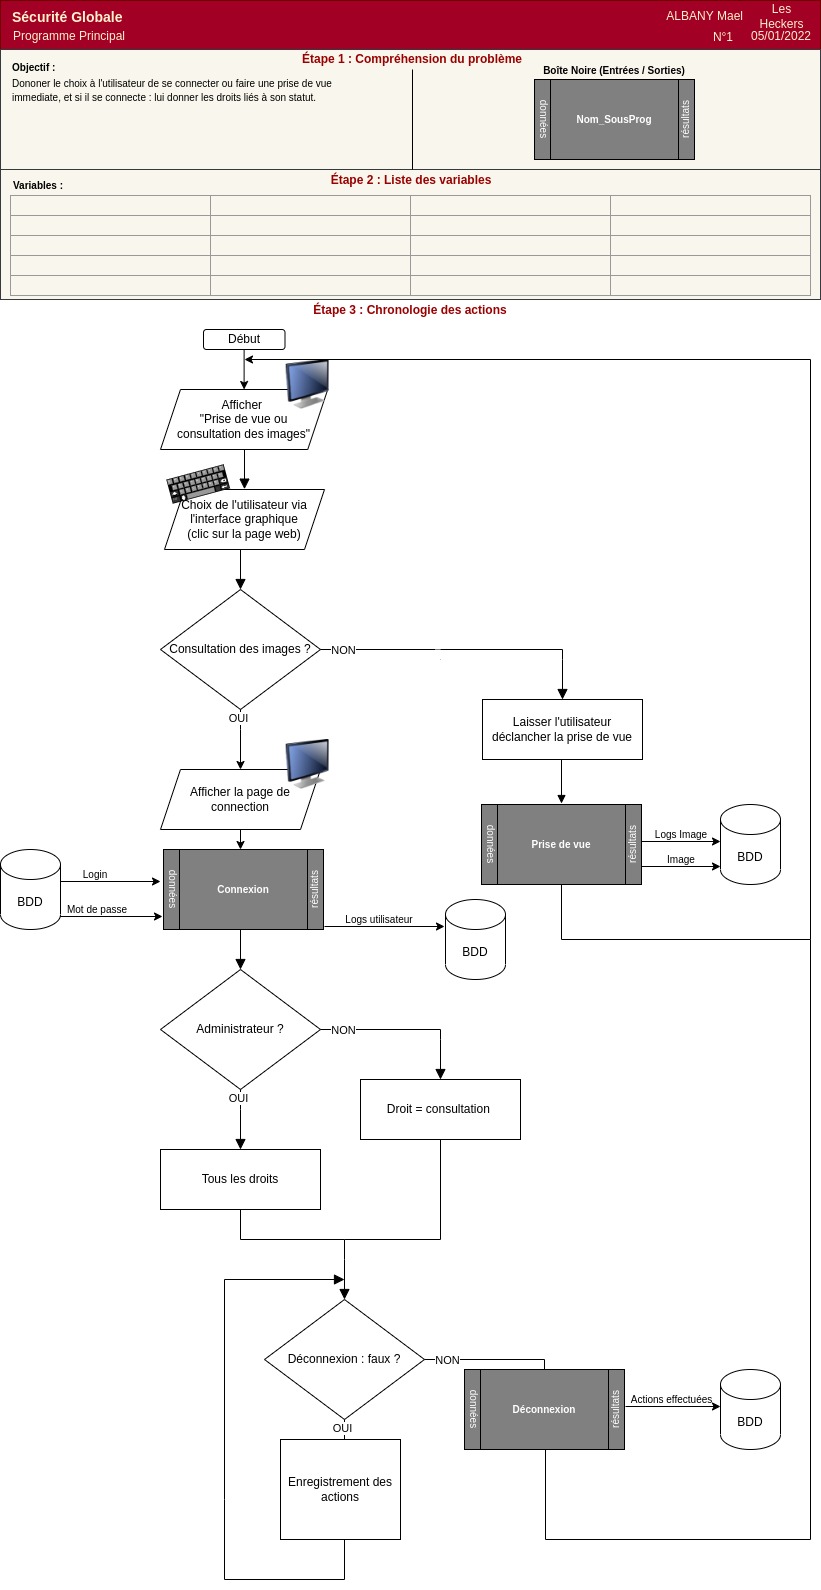 Sécurité Globale
Programme Principal
ALBANY Mael
N°1
Les
Heckers
05/01/2022
Étape 1 : Compréhension du problème
Objectif :
Dononer le choix à l'utilisateur de se connecter ou faire une prise de vue
immediate, et si il se connecte : lui donner les droits liés à son statut.
Boîte Noire (Entrées / Sorties)
données
Nom_SousProg
résultats
Étape 2 : Liste des variables
Variables :
Étape 3 : Chronologie des actions
Début
Afficher
"Prise de vue ou
consultation des images"
Choix de l'utilisateur via
l'interface graphique
(clic sur la page web)
Consultation des images ?
NON
OUI
Laisser l'utilisateur
déclancher la prise de vue
Afficher la page de
connection
données
Prise de vue
résultats
Logs Image
Image
BDD
BDD
Login
Mot de passe
données
Connexion
résultats
Logs utilisateur
BDD
Administrateur ?
NON
OUI
Droit = consultation
Tous les droits
Déconnexion : faux ?
NON
OUI
données
Déconnexion
résultats
Actions effectuées
BDD
Enregistrement des
actions